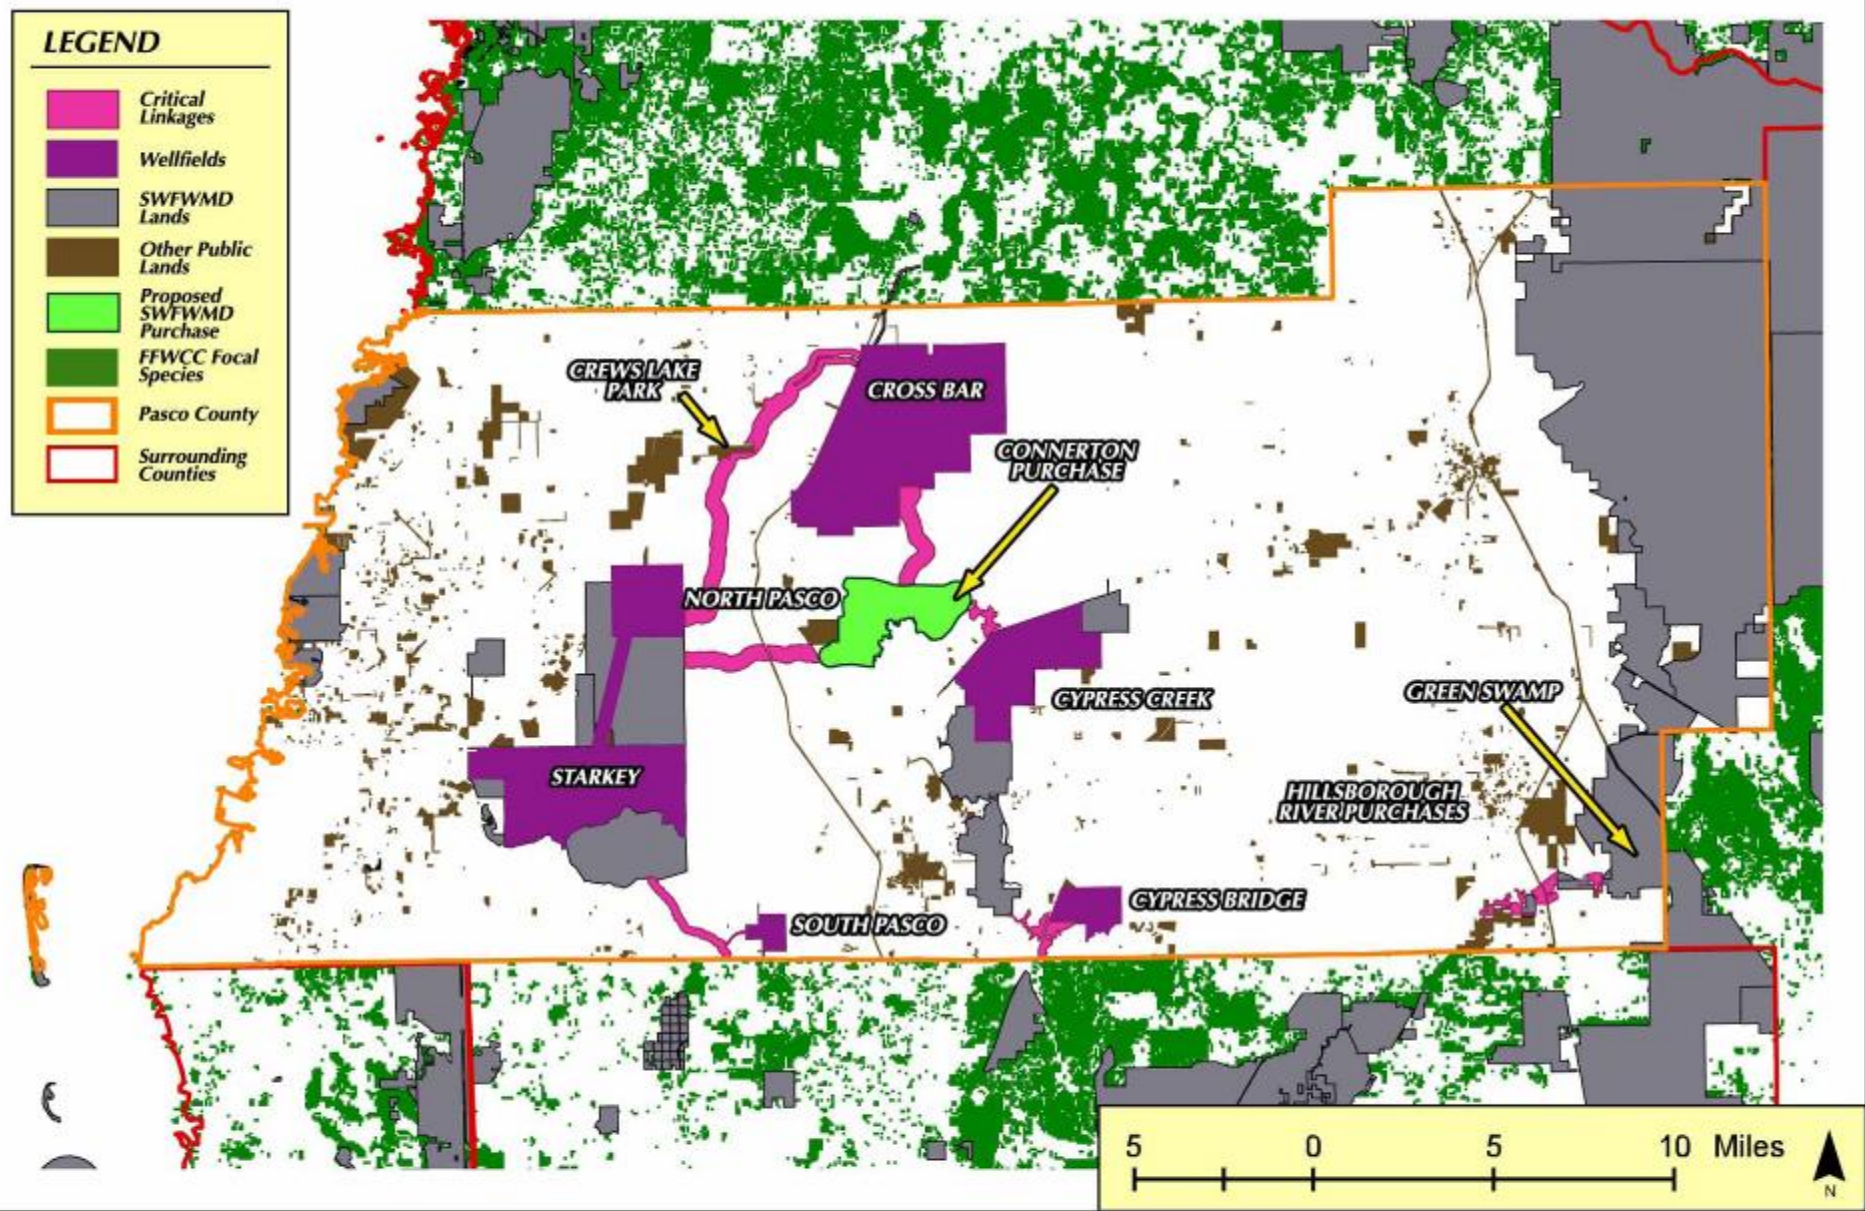 LEGEND
Critical
Linkages
Wellfields
SWFWMD
Lands
Other Public
Lands
Proposed
SWFWMD
Purchase
FFWCC Focal
Species
Pasco County
Surrounding
Counties
CREWS LAKE
PARK
CROSS BAR
CONNERTON
PURCHASE
NORTH PASCO
CYPRESS CREEK
GREEN SWAMP
STARKEY
HILLSBOROUGH
RIVER PURCHASES
SOUTH PASCO
CYPRESS BRIDGE
5 0 5 10 Miles
N